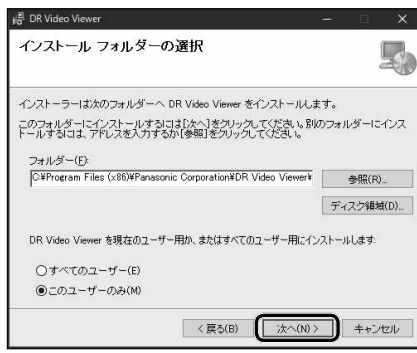 DR Video Viewer
インストール フォルダーの選択
インストーラーは次のフォルダーへ DR Video Viewer をインストールします。
このフォルダーにインストールするには[次へ]をクリックしてください。別のフォルダーにインス
トールするには、アドレスを入力するか[参照]をクリックしてください。
フォルダー(F):
C:¥Program Files (x86)¥Panasonic Corporation¥DR Video Viewer¥
参照(R)...
ディスク領域(D)...
DR Video Viewer を現在のユーザー用か、またはすべてのユーザー用にインストールします:
すべてのユーザー(E)
このユーザーのみ(M)
< 戻る(B) 次へ(N) > キャンセル